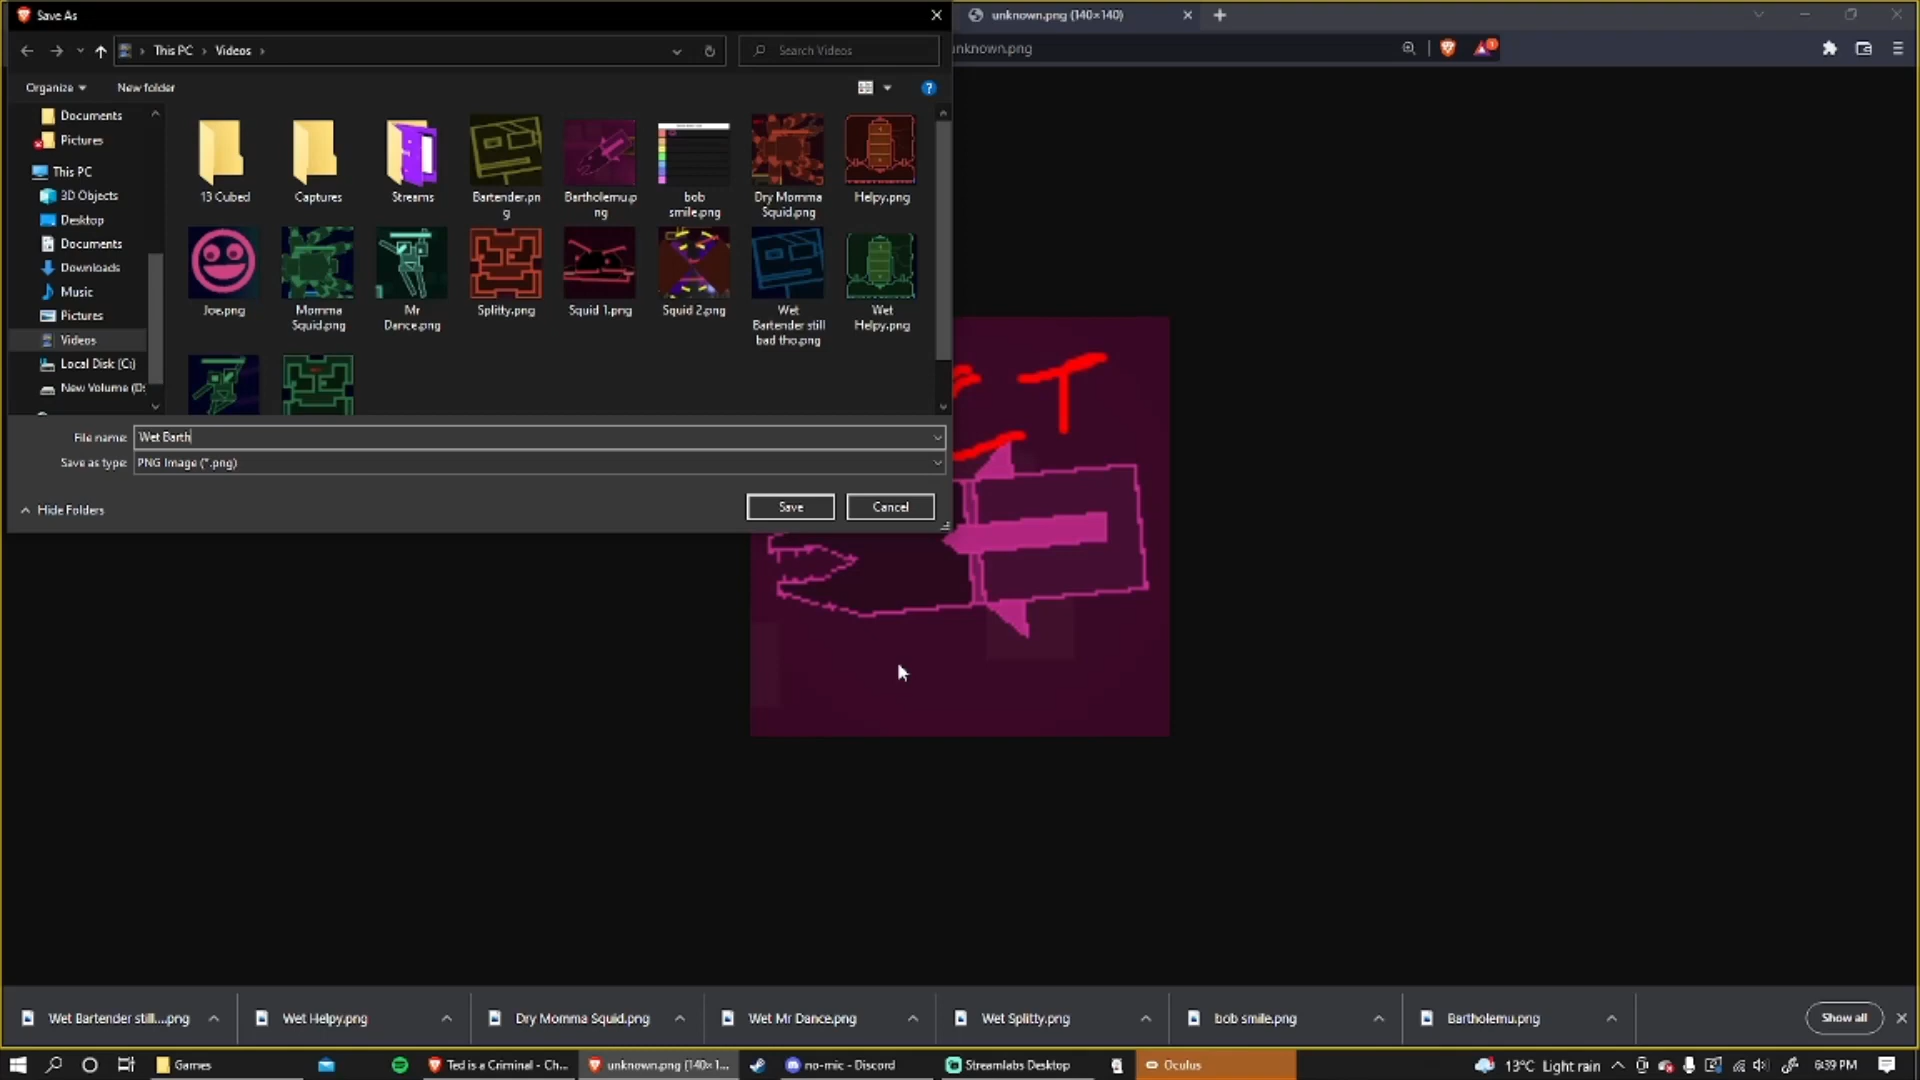 Save As
unknown.png (140×140)
This PC
Videos
Search Videos
unknown.png
Organize
New folder
Documents
Pictures
This PC
3D Objects
Desktop
Documents
Downloads
Music
Pictures
Videos
Local Disk (C:)
New Volume (D:
13 Cubed
Captures
Streams
Bartender.pn
g
Bartholemu.p
ng
bob
smile.png
Dry Momma
Squid.png
Helpy.png
Joe.png
Momma
Squid.png
Mr
Dance.png
Splitty.png
Squid 1.png
Squid 2.png
Wet
Bartender still
bad tho.png
Wet
Helpy.png
File name:
Wet Barth
Save as type:
PNG Image (*.png)
Hide Folders
Save
Cancel
T
Wet Bartender still....png
Wet Helpy.png
Dry Momma Squid.png
Wet Mr Dance.png
Wet Splitty.png
bob smile.png
Bartholemu.png
Show all
Games
Ted is a Criminal - Ch...
unknown.png (140×1...
no-mic - Discord
Streamlabs Desktop
Oculus
13°C Light rain
6:39 PM